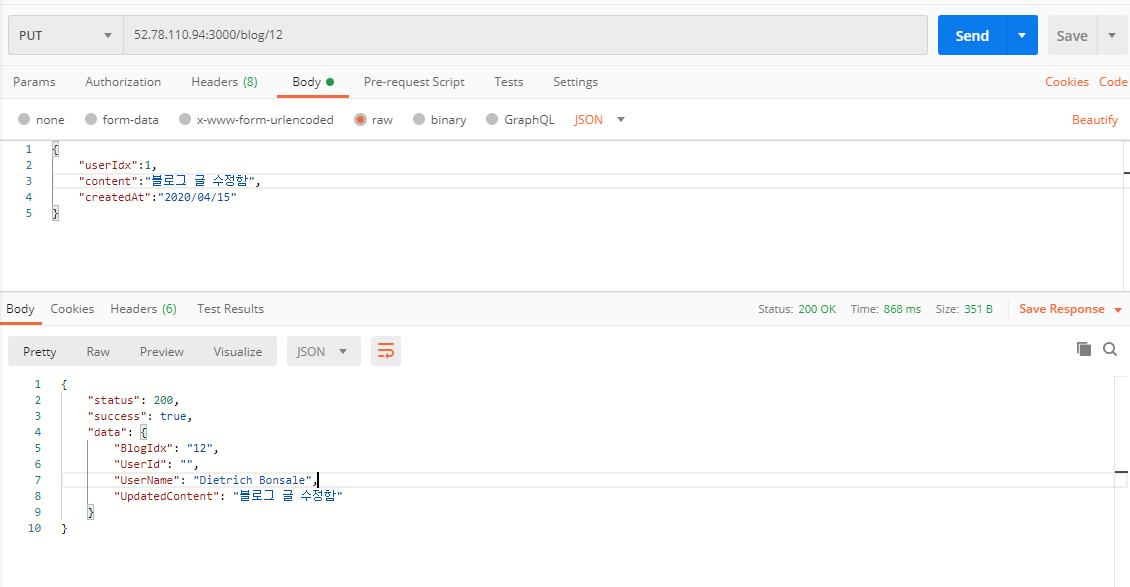 PUT 52.78.110.94:3000/blog/12 Send Save
Params Authorization Headers (8) Body Pre-request Script Tests Settings Cookies Code
none form-data x-www-form-urlencoded raw binary GraphQL JSON Beautify
1 {
2 "userIdx":1,
3 "content":"블로그 글 수정함",
4 "createdAt":"2020/04/15"
5 }
Body Cookies Headers (6) Test Results Status: 200 OK Time: 868 ms Size: 351 B Save Response
Pretty Raw Preview Visualize JSON
1 {
2 "status": 200,
3 "success": true,
4 "data": {
5 "BlogIdx": "12",
6 "UserId": "",
7 "UserName": "Dietrich Bonsale",
8 "UpdatedContent": "블로그 글 수정함"
9 }
10 }